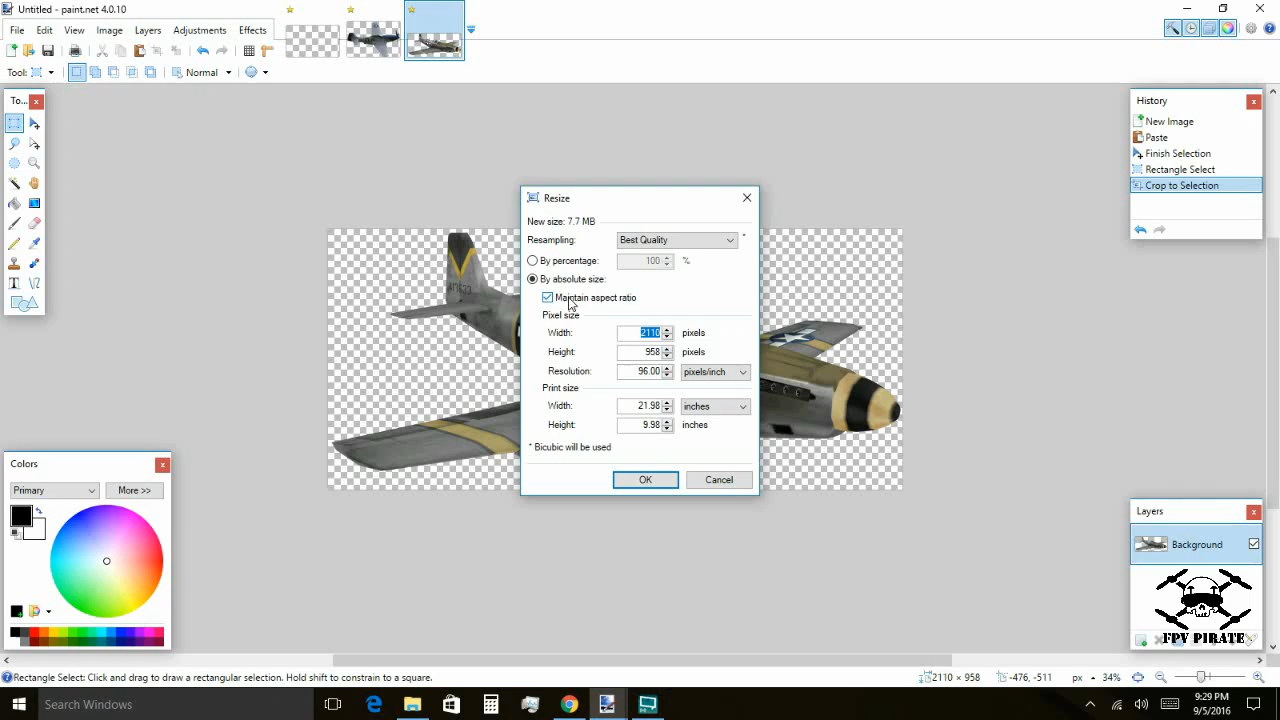 Untitled - paint.net 4.0.10
File Edit View Image Layers Adjustments Effects
Tool: Normal
To...
History
New Image
Paste
Finish Selection
Rectangle Select
Crop to Selection
Resize
New size: 7.7 MB
Resampling: Best Quality *
By percentage: 100 %
By absolute size:
Maintain aspect ratio
Pixel size
Width: 2110 pixels
Height: 958 pixels
Resolution: 96.00 pixels/inch
Print size
Width: 21.98 inches
Height: 9.98 inches
* Bicubic will be used
OK Cancel
Colors
Primary More >>
Layers
Background
FPV PIRATE
Rectangle Select: Click and drag to draw a rectangular selection. Hold shift to constrain to a square.
2110 × 958 -476, -511 px 34%
Search Windows
9:29 PM
9/5/2016